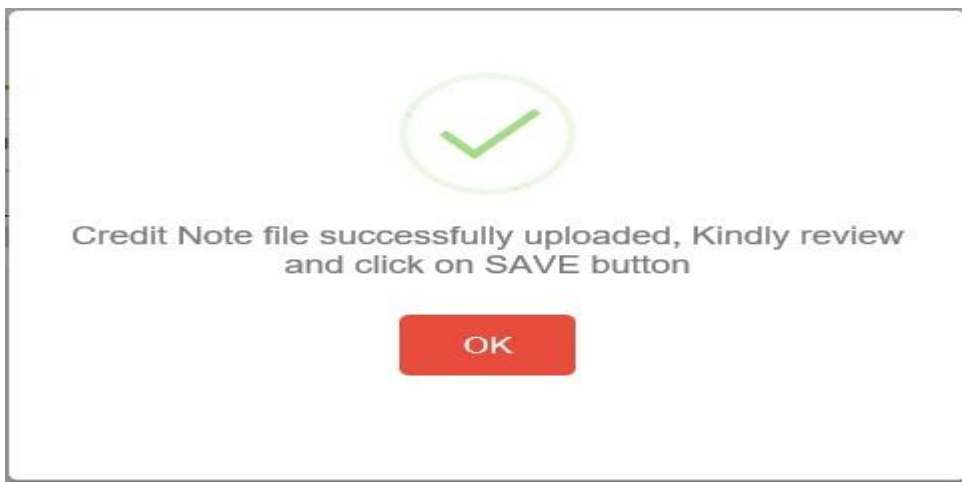 Credit Note file successfully uploaded, Kindly review
and click on SAVE button
OK